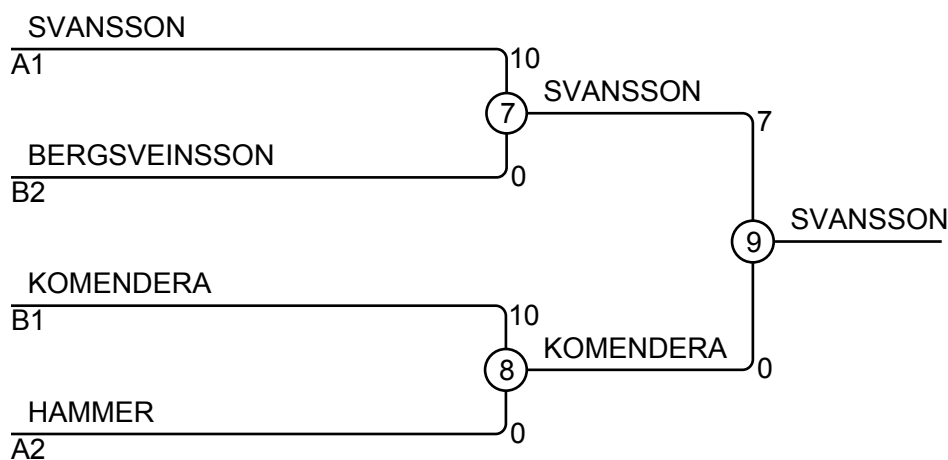 SVANSSON
A1
10
7
SVANSSON
7
BERGSVEINSSON
B2
0
9
SVANSSON
KOMENDERA
B1
10
8
KOMENDERA
0
HAMMER
A2
0